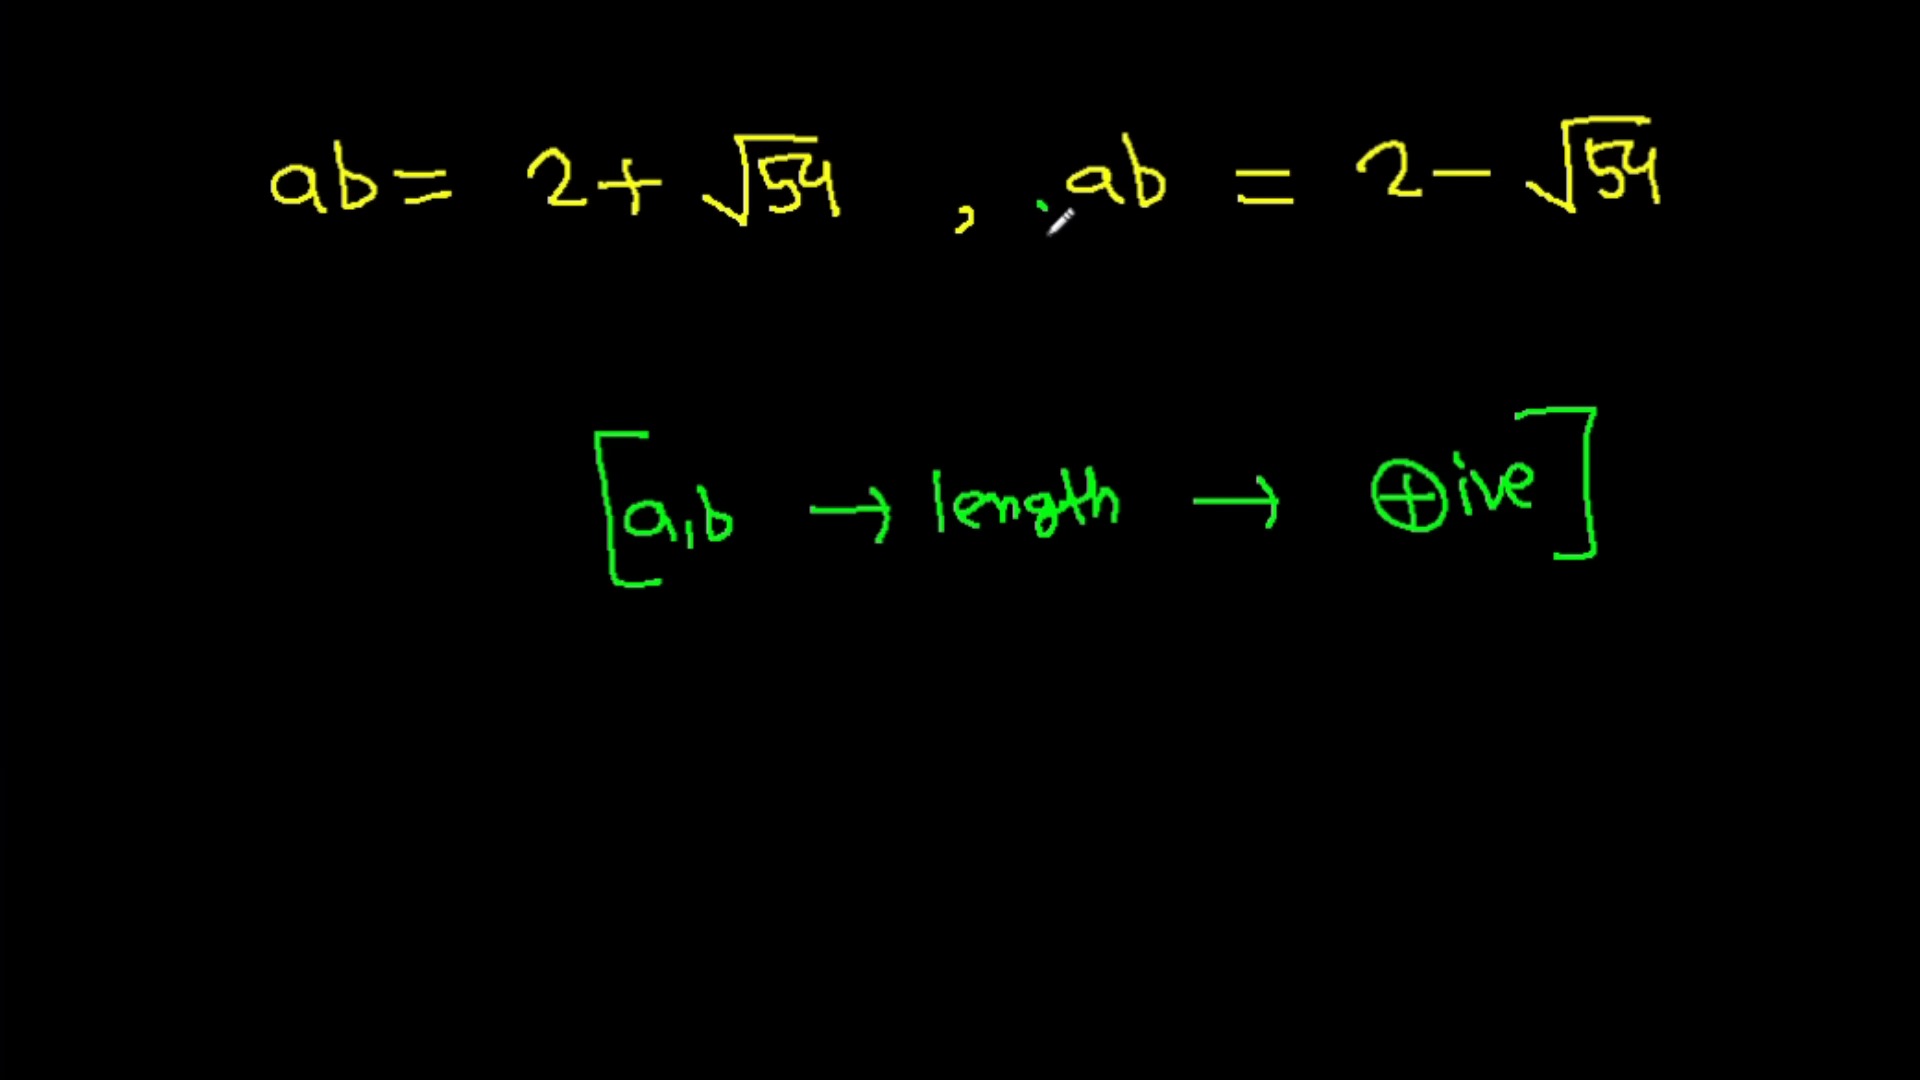 ab = 2 + √54 , ab = 2 - √54
[a,b → length → ⊕ive]